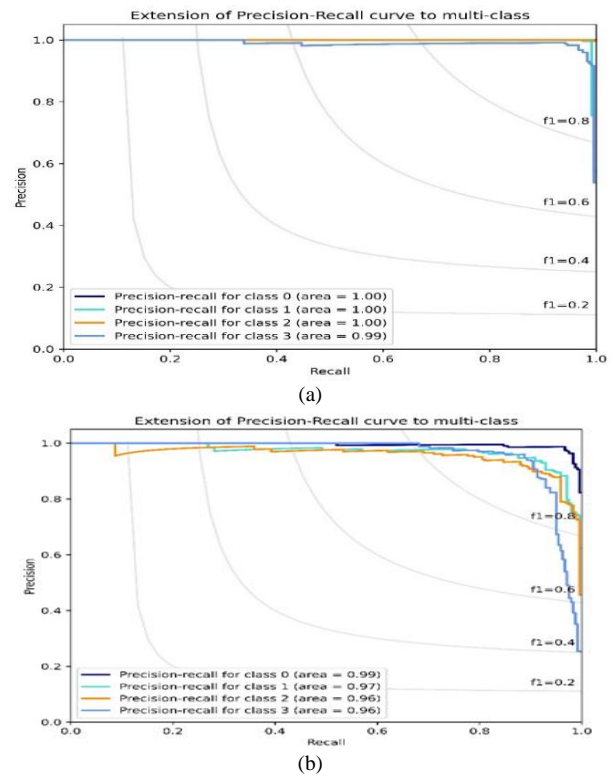 Extension of Precision-Recall curve to multi-class
1.0
0.8
0.6
0.4
0.2
0.0
Precision
f1=0.8
f1=0.6
f1=0.4
f1=0.2
Precision-recall for class 0 (area = 1.00)
Precision-recall for class 1 (area = 1.00)
Precision-recall for class 2 (area = 1.00)
Precision-recall for class 3 (area = 0.99)
0.0 0.2 0.4 0.6 0.8 1.0
Recall
(a)
Extension of Precision-Recall curve to multi-class
1.0
0.8
0.6
0.4
0.2
0.0
Precision
f1=0.8
f1=0.6
f1=0.4
f1=0.2
Precision-recall for class 0 (area = 0.99)
Precision-recall for class 1 (area = 0.97)
Precision-recall for class 2 (area = 0.96)
Precision-recall for class 3 (area = 0.96)
0.0 0.2 0.4 0.6 0.8 1.0
Recall
(b)